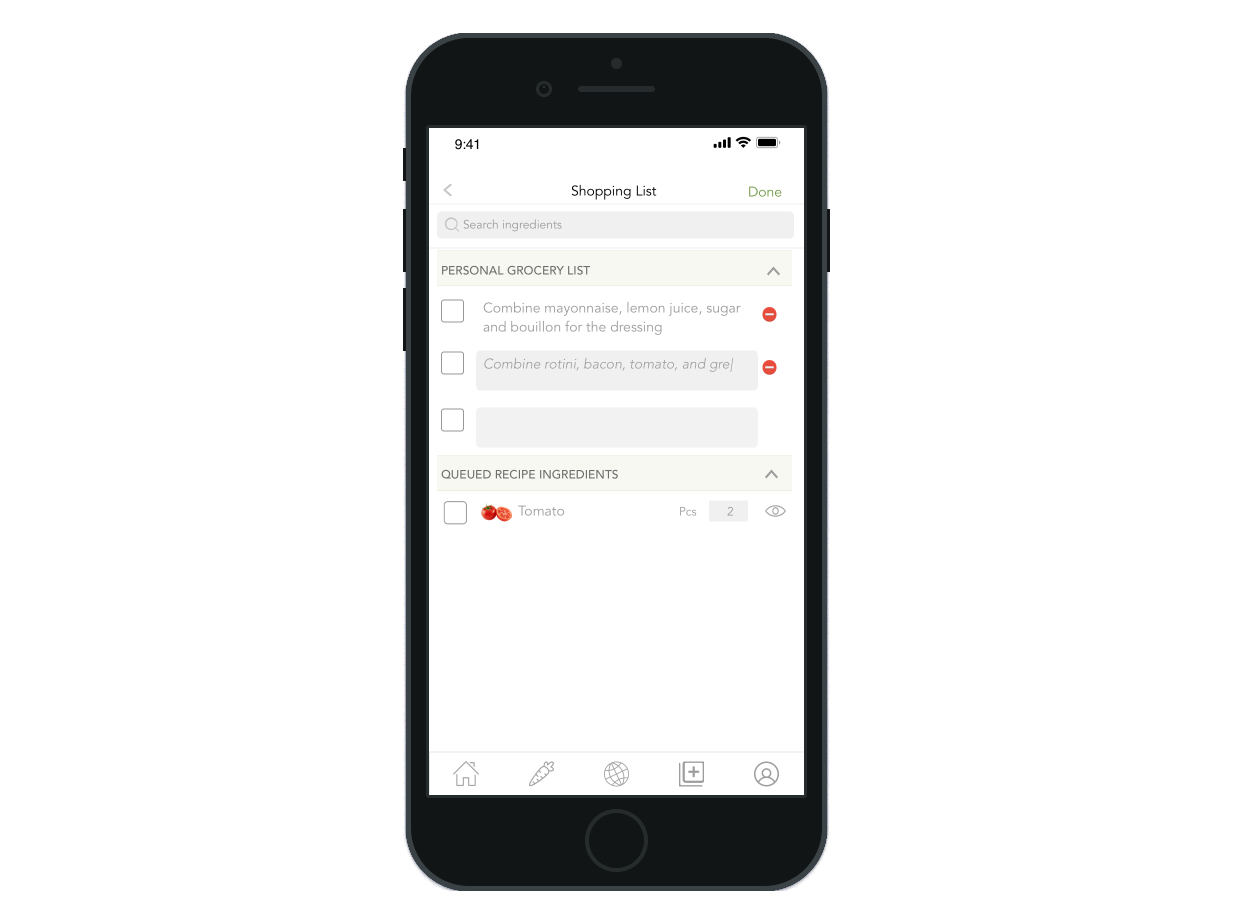 9:41
Shopping List
Done
Search ingredients
PERSONAL GROCERY LIST
Combine mayonnaise, lemon juice, sugar
and bouillon for the dressing
Combine rotini, bacon, tomato, and gre
QUEUED RECIPE INGREDIENTS
Tomato
Pcs
2